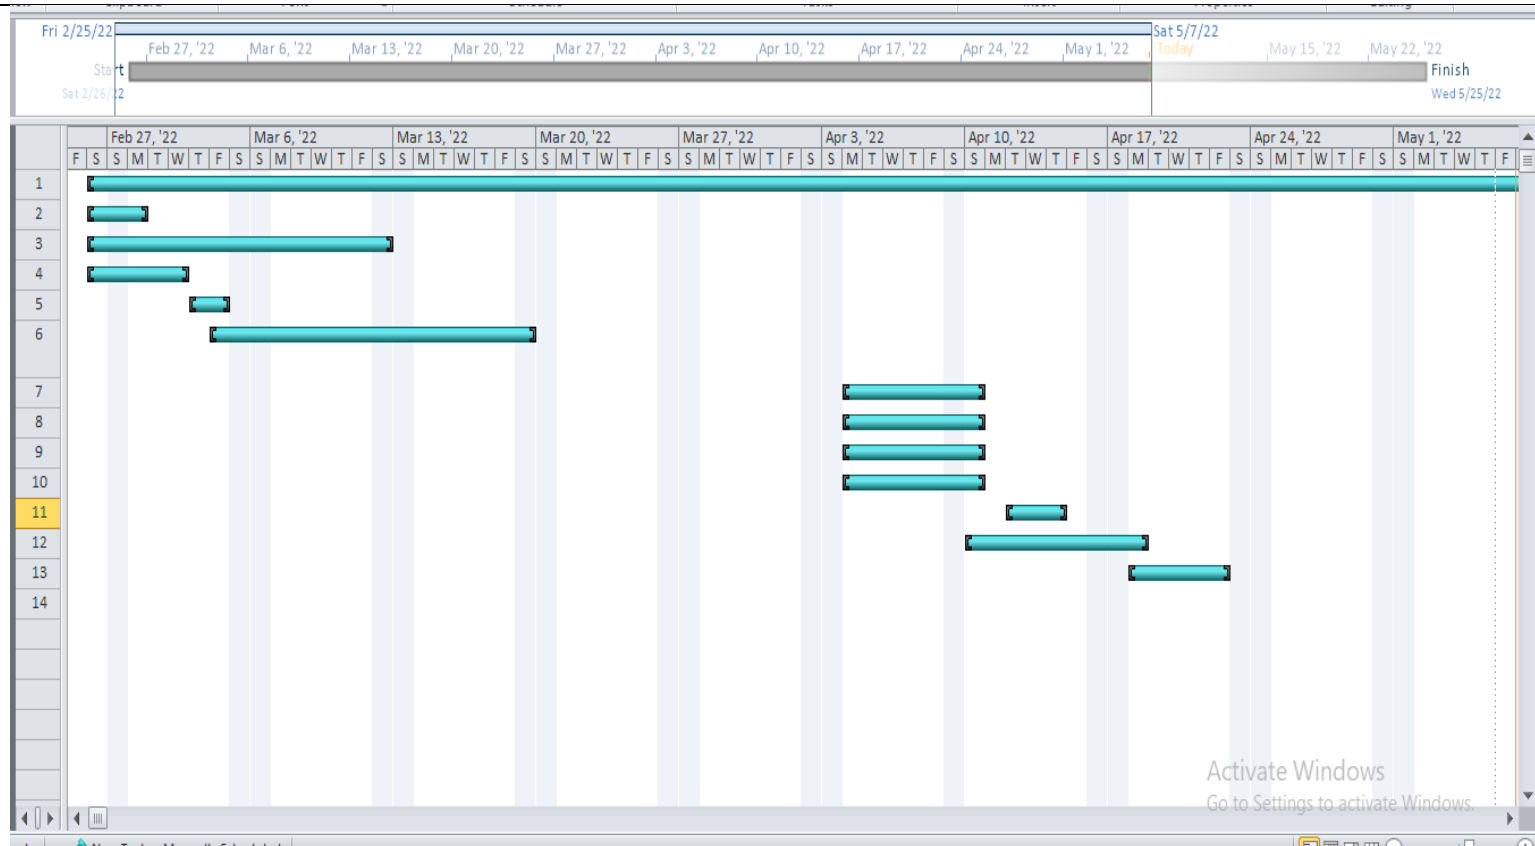 Fri 2/25/22 Sat 5/7/22
Feb 27, '22 Mar 6, '22 Mar 13, '22 Mar 20, '22 Mar 27, '22 Apr 3, '22 Apr 10, '22 Apr 17, '22 Apr 24, '22 May 1, '22 Today May 15, '22 May 22, '22
Start Finish
Sat 2/26/22 Wed 5/25/22
Feb 27, '22 Mar 6, '22 Mar 13, '22 Mar 20, '22 Mar 27, '22 Apr 3, '22 Apr 10, '22 Apr 17, '22 Apr 24, '22 May 1, '22
F S S M T W T F S S M T W T F S S M T W T F S S M T W T F S S M T W T F S S M T W T F S S M T W T F S S M T W T F S S M T W T F S S M T W T F
1
2
3
4
5
6
7
8
9
10
11
12
13
14
Activate Windows
Go to Settings to activate Windows.